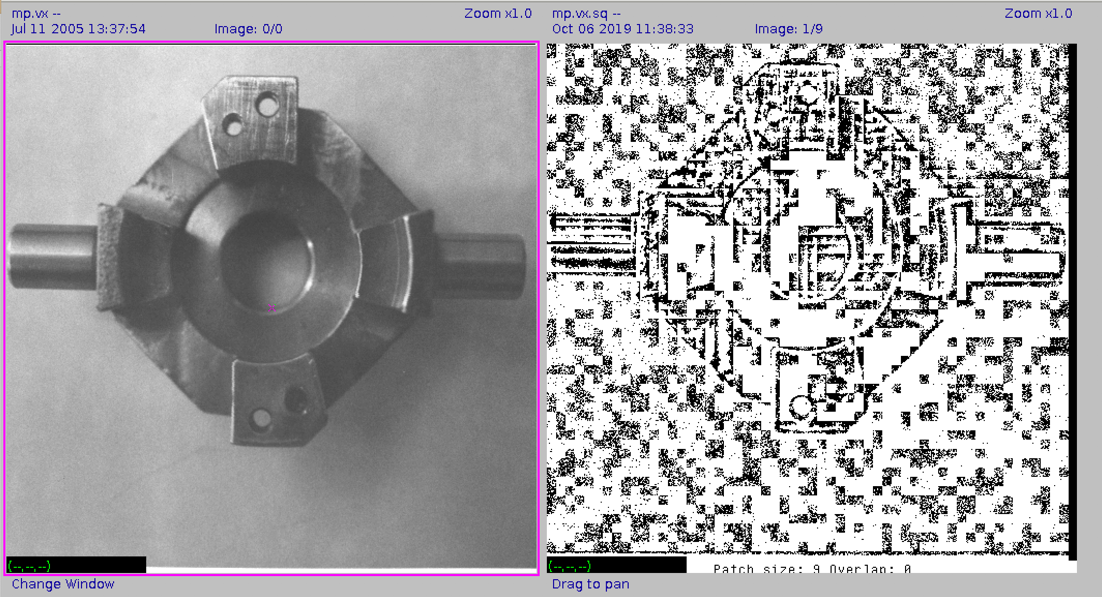 mp.vx --
Zoom x1.0
Jul 11 2005 13:37:54
Image: 0/0
(--,--,--)
Change Window
mp.vx.sq --
Zoom x1.0
Oct 06 2019 11:38:33
Image: 1/9
(--,--,--)
Patch size: 9 Overlap: 0
Drag to pan